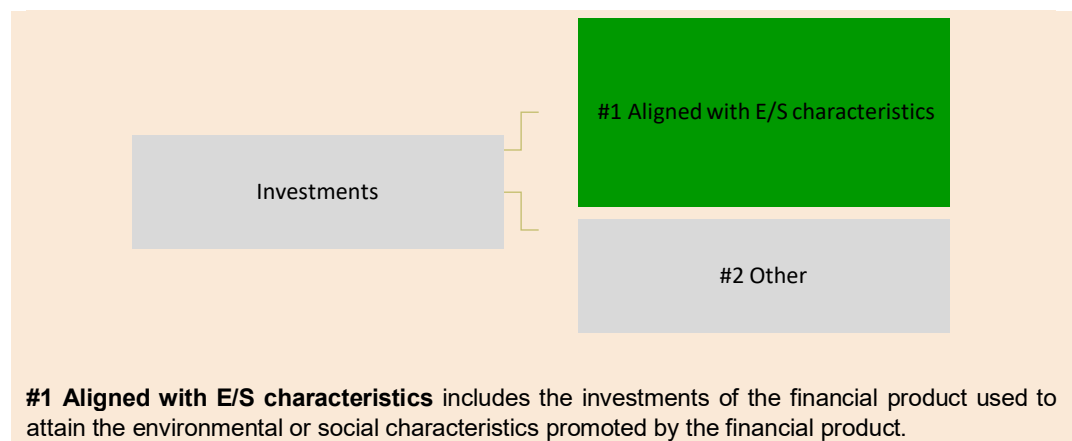 #1 Aligned with E/S characteristics
Investments
#2 Other
#1 Aligned with E/S characteristics includes the investments of the financial product used to
attain the environmental or social characteristics promoted by the financial product.